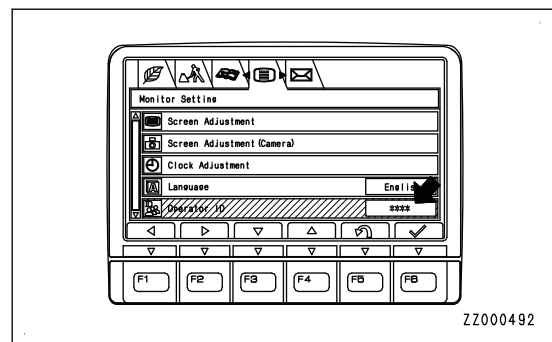 Monitor Setting
Screen Adjustment
Screen Adjustment(Camera)
Clock Adjustment
Language
Operator ID ****
F1 F2 F3 F4 F5 F6
ZZ000492